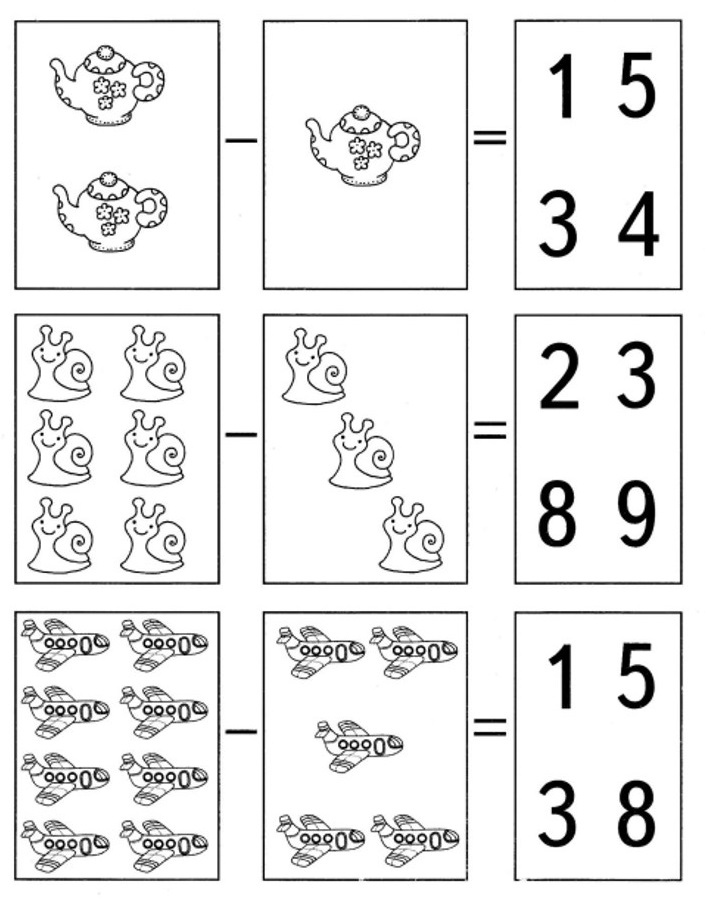 − = 1 5
3 4
− = 2 3
8 9
− = 1 5
3 8